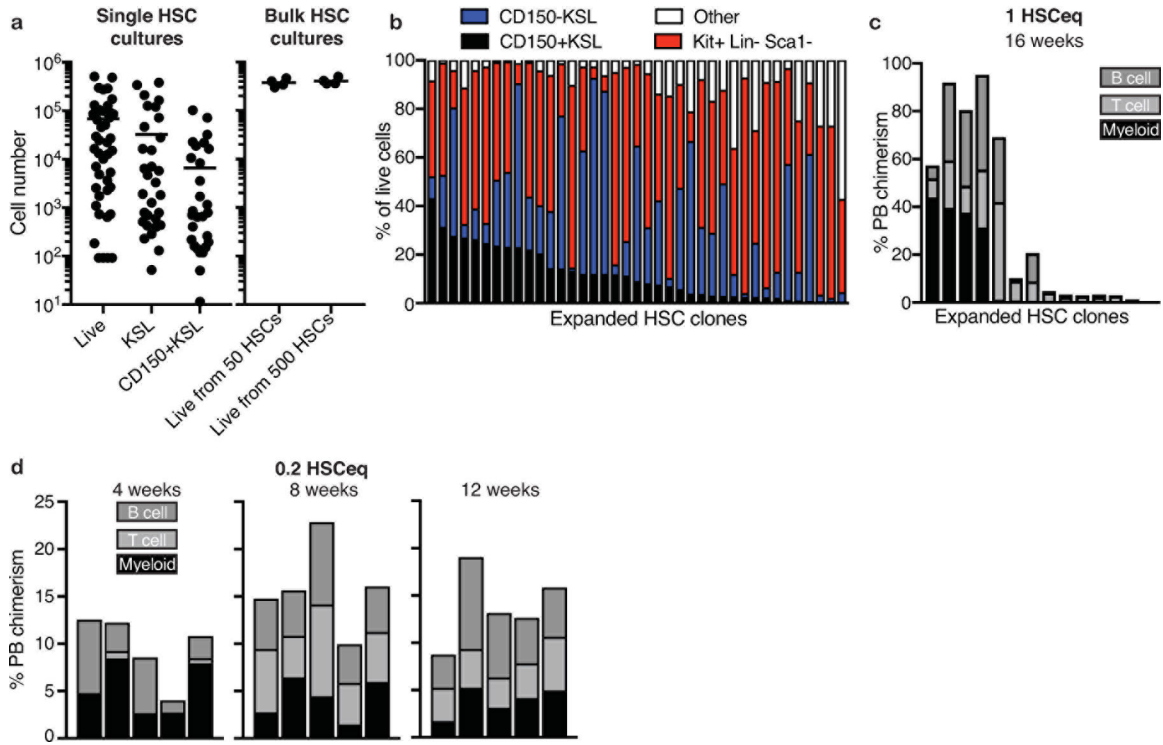 a
Single HSC
cultures
Bulk HSC
cultures
Cell number
10^6
10^5
10^4
10^3
10^2
10^1
Live
KSL
CD150+KSL
Live from 50 HSCs
Live from 500 HSCs
b
CD150-KSL
CD150+KSL
Other
Kit+ Lin- Sca1-
% of live cells
100
80
60
40
20
0
Expanded HSC clones
c
1 HSCeq
16 weeks
% PB chimerism
100
80
60
40
20
0
B cell
T cell
Myeloid
Expanded HSC clones
d
0.2 HSCeq
4 weeks
8 weeks
12 weeks
% PB chimerism
25
20
15
10
5
0
B cell
T cell
Myeloid